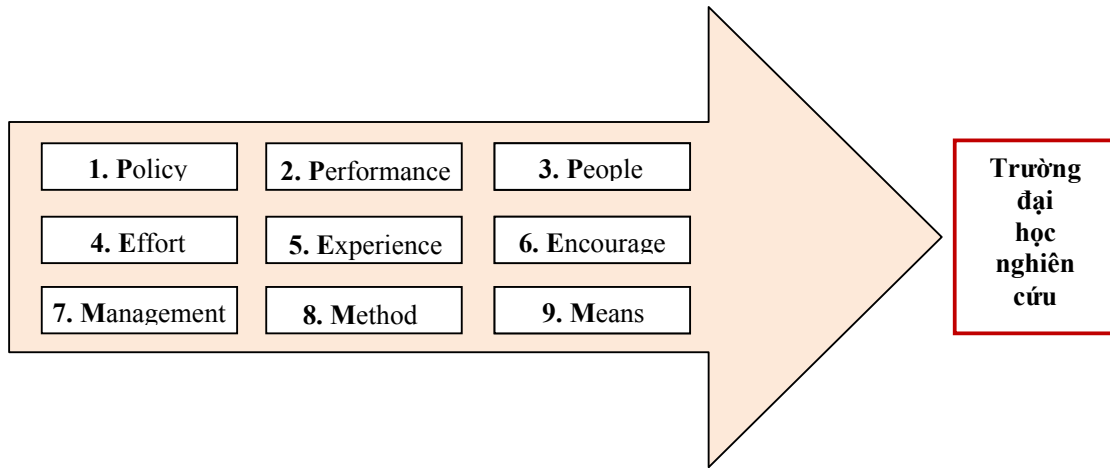 1. Policy
2. Performance
3. People
4. Effort
5. Experience
6. Encourage
7. Management
8. Method
9. Means
Trường
đại
học
nghiên
cứu